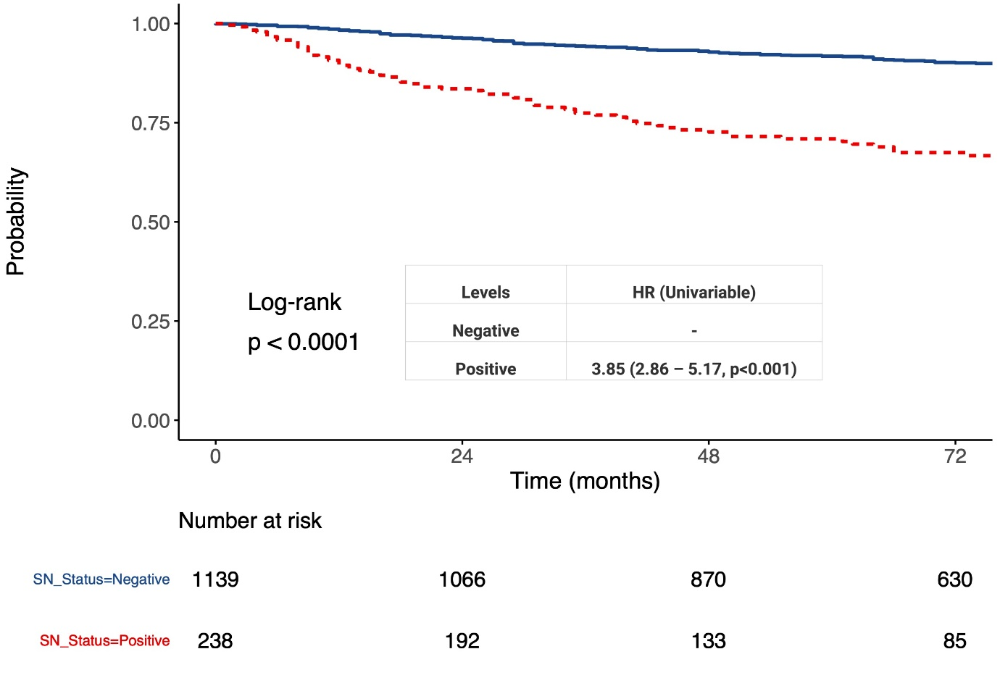 1.00
0.75
0.50
0.25
0.00
Probability
Log-rank
p < 0.0001
Levels HR (Univariable)
Negative -
Positive 3.85 (2.86 – 5.17, p<0.001)
0 24 48 72
Time (months)
Number at risk
SN_Status=Negative 1139 1066 870 630
SN_Status=Positive 238 192 133 85